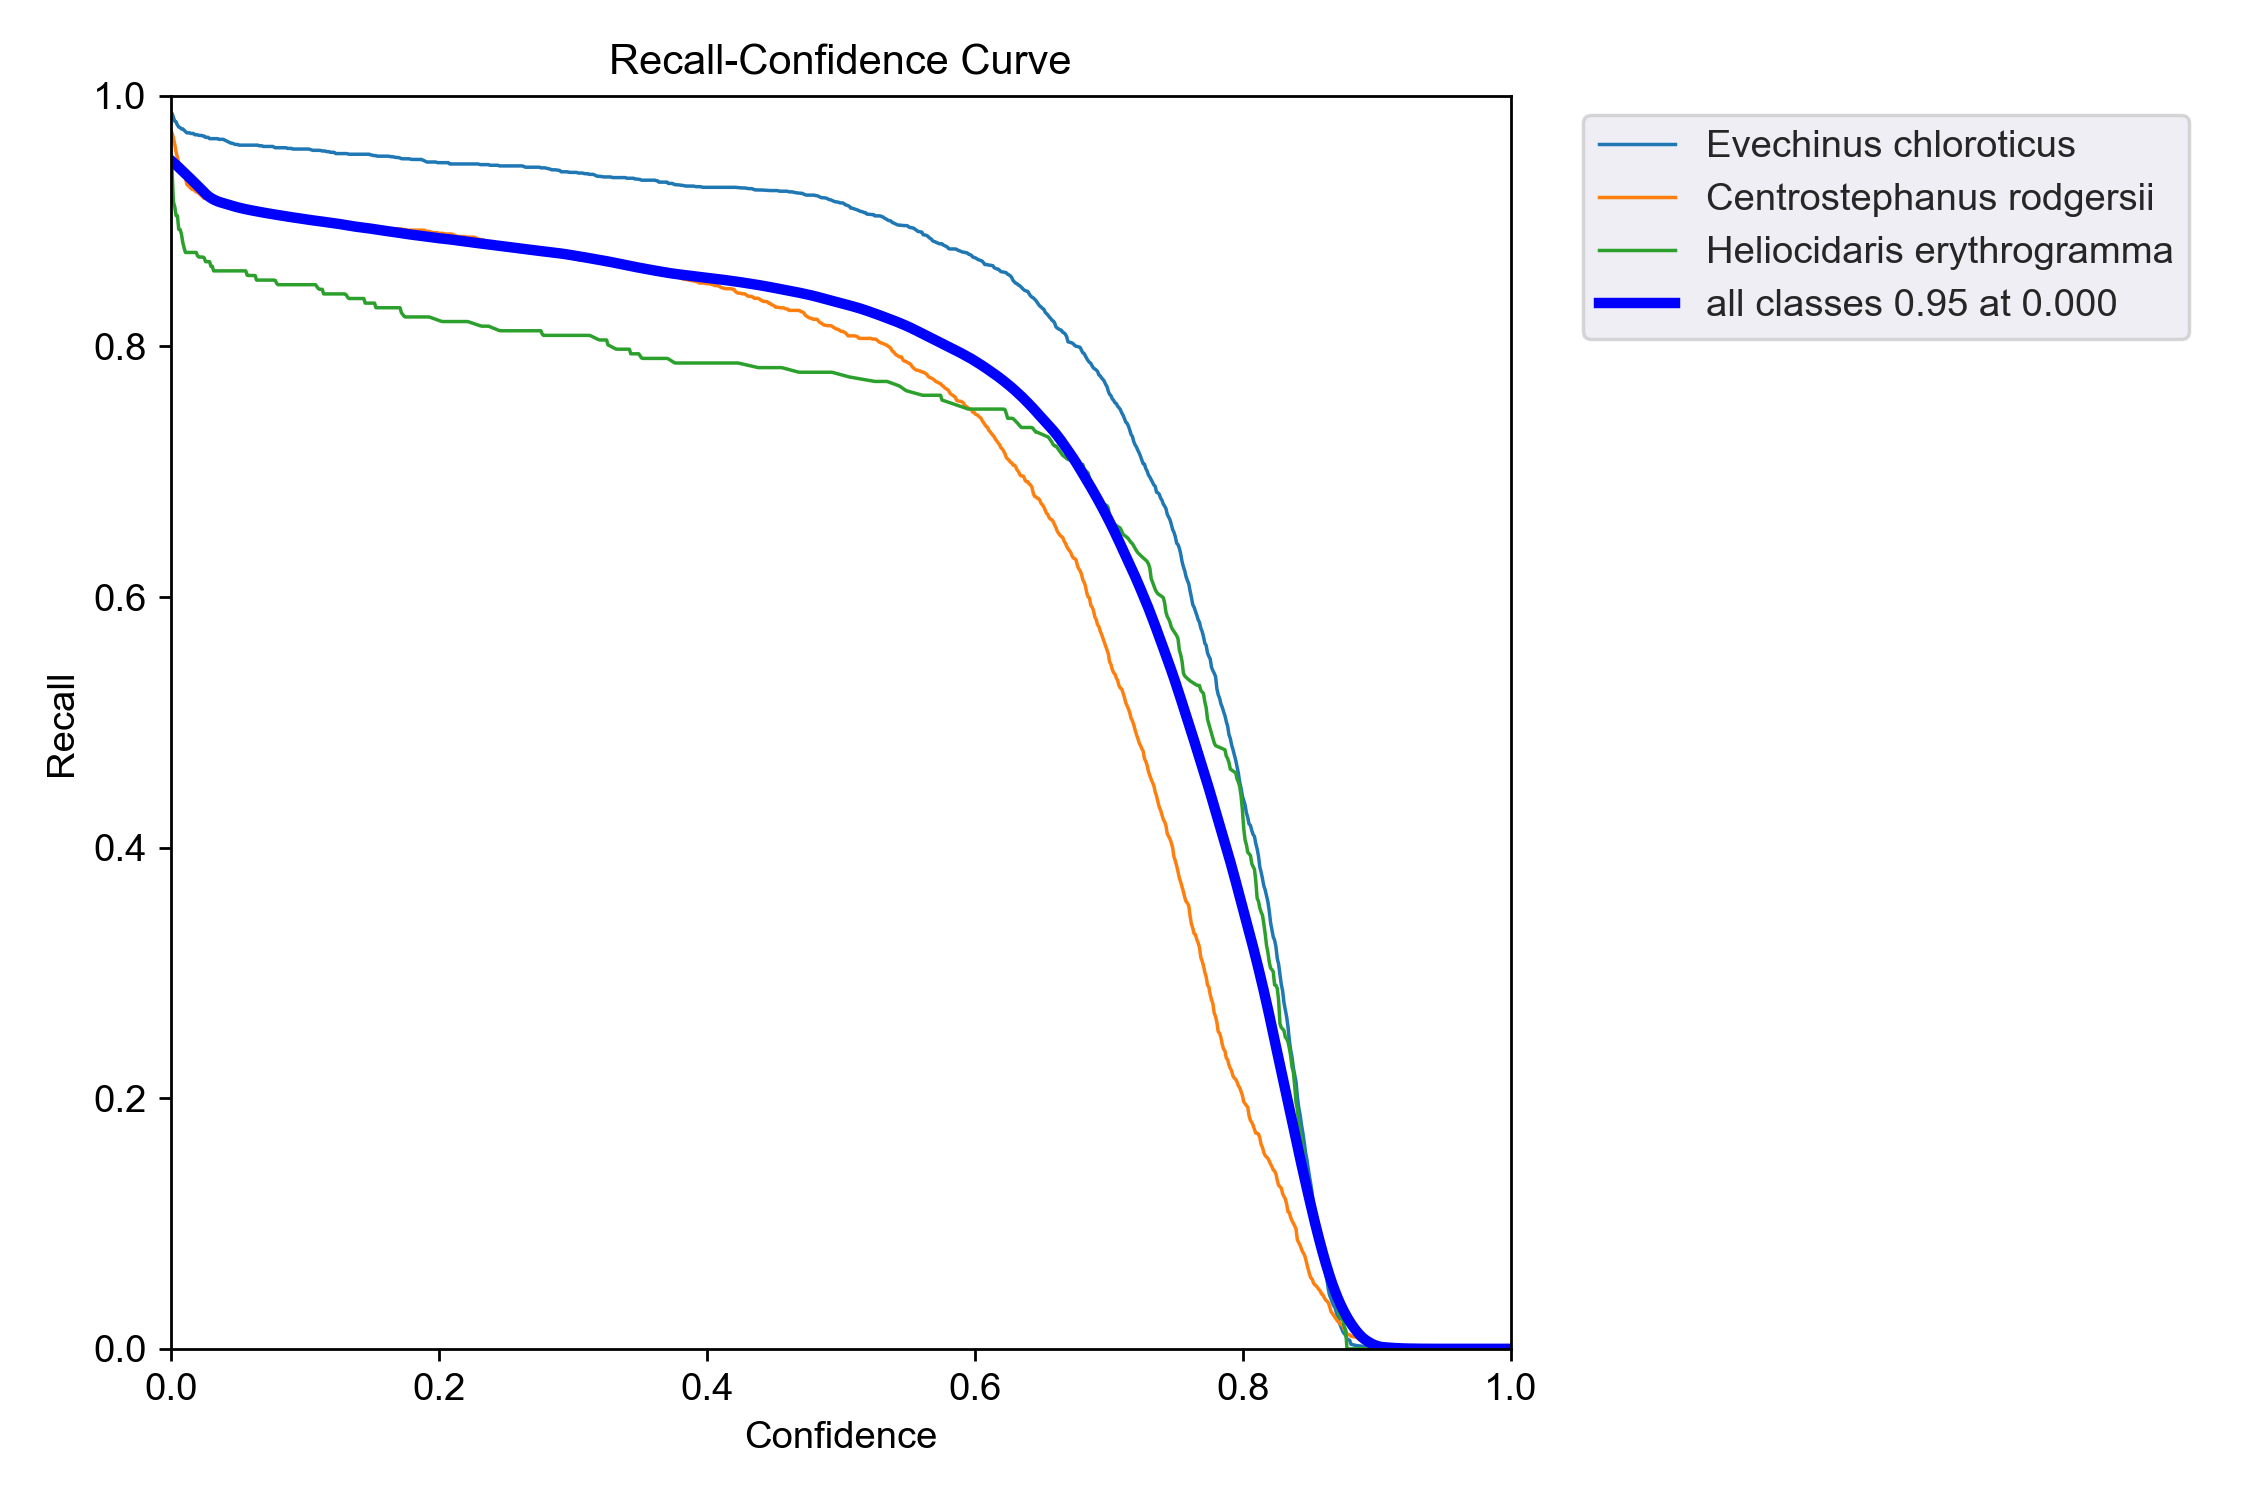 Recall-Confidence Curve
1.0
0.8
0.6
0.4
0.2
0.0
Recall
0.0 0.2 0.4 0.6 0.8 1.0
Confidence
Evechinus chloroticus
Centrostephanus rodgersii
Heliocidaris erythrogramma
all classes 0.95 at 0.000